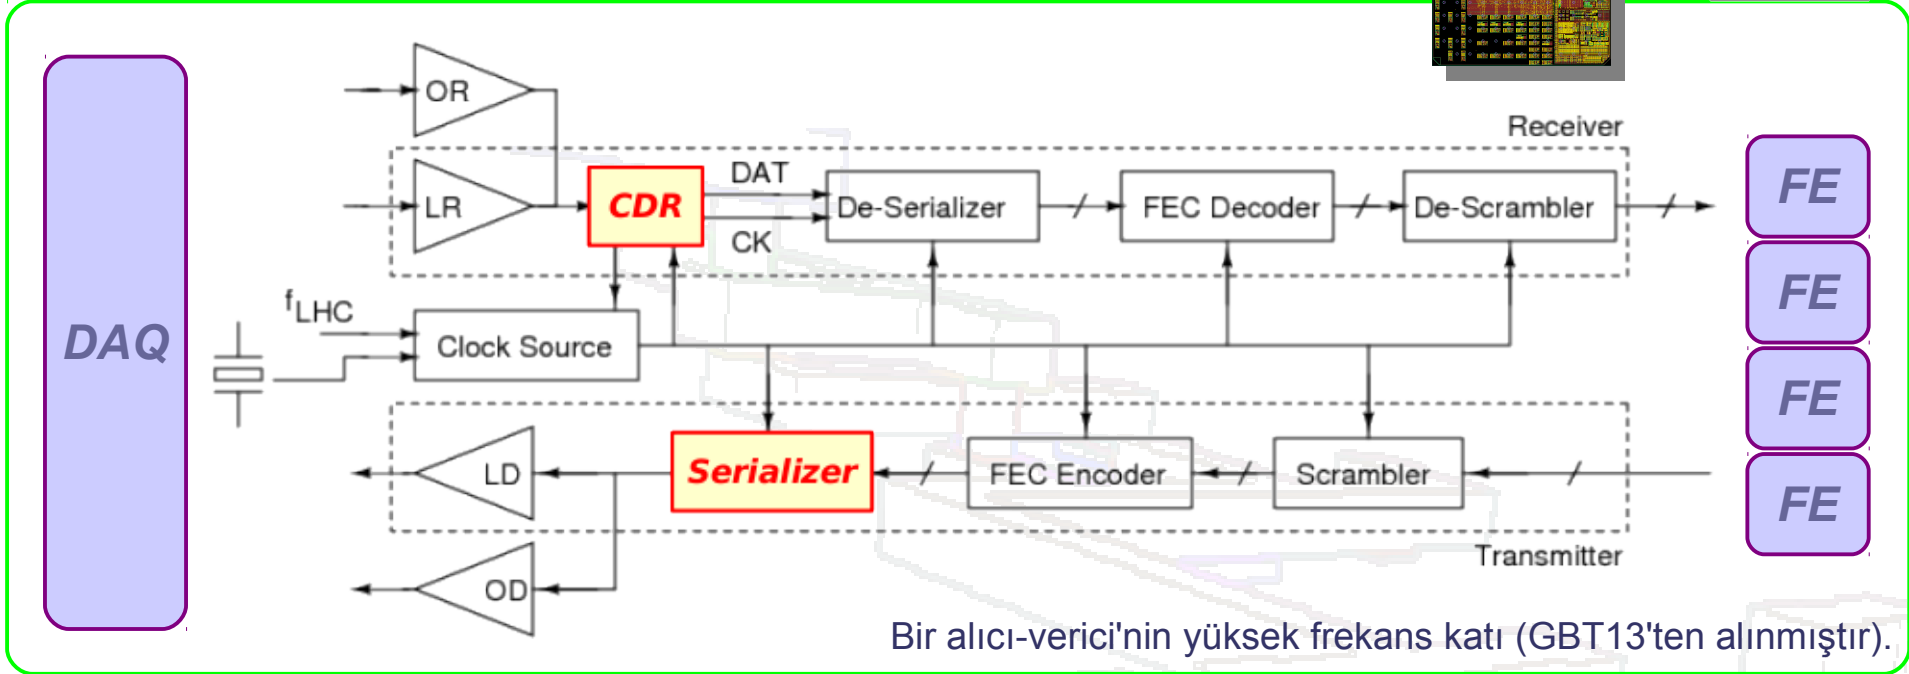 OR
Receiver
DAT
LR
CDR
De-Serializer
FEC Decoder
De-Scrambler
CK
FE
FE
fLHC
Clock Source
DAQ
FE
LD
Serializer
FEC Encoder
Scrambler
FE
Transmitter
OD
Bir alıcı-verici'nin yüksek frekans katı (GBT13'ten alınmıştır).